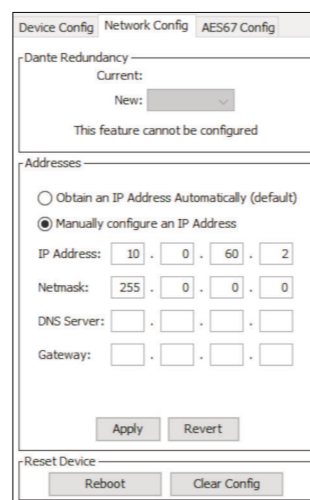 Device Config Network Config AES67 Config
Dante Redundancy
Current:
New:
This feature cannot be configured
Addresses
Obtain an IP Address Automatically (default)
Manually configure an IP Address
IP Address: 10 . 0 . 60 . 2
Netmask: 255 . 0 . 0 . 0
DNS Server: . . .
Gateway: . . .
Apply Revert
Reset Device
Reboot Clear Config